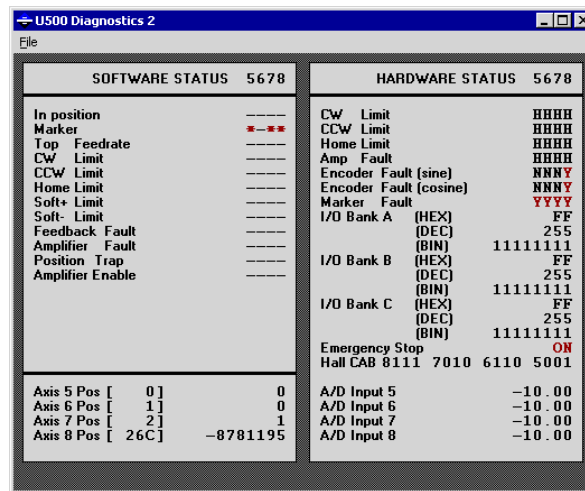 U500 Diagnostics 2
File
SOFTWARE STATUS 5678
In position ----
Marker *-**
Top Feedrate ----
CW Limit ----
CCW Limit ----
Home Limit ----
Soft+ Limit ----
Soft- Limit ----
Feedback Fault ----
Amplifier Fault ----
Position Trap ----
Amplifier Enable ----
Axis 5 Pos [ 0] 0
Axis 6 Pos [ 1] 0
Axis 7 Pos [ 2] 1
Axis 8 Pos [ 26C] -8781195
HARDWARE STATUS 5678
CW Limit HHHH
CCW Limit HHHH
Home Limit HHHH
Amp Fault HHHH
Encoder Fault (sine) NNNY
Encoder Fault (cosine) NNNY
Marker Fault YYYY
I/O Bank A (HEX) FF
(DEC) 255
(BIN) 11111111
I/O Bank B (HEX) FF
(DEC) 255
(BIN) 11111111
I/O Bank C (HEX) FF
(DEC) 255
(BIN) 11111111
Emergency Stop ON
Hall CAB 8111 7010 6110 5001
A/D Input 5 -10.00
A/D Input 6 -10.00
A/D Input 7 -10.00
A/D Input 8 -10.00